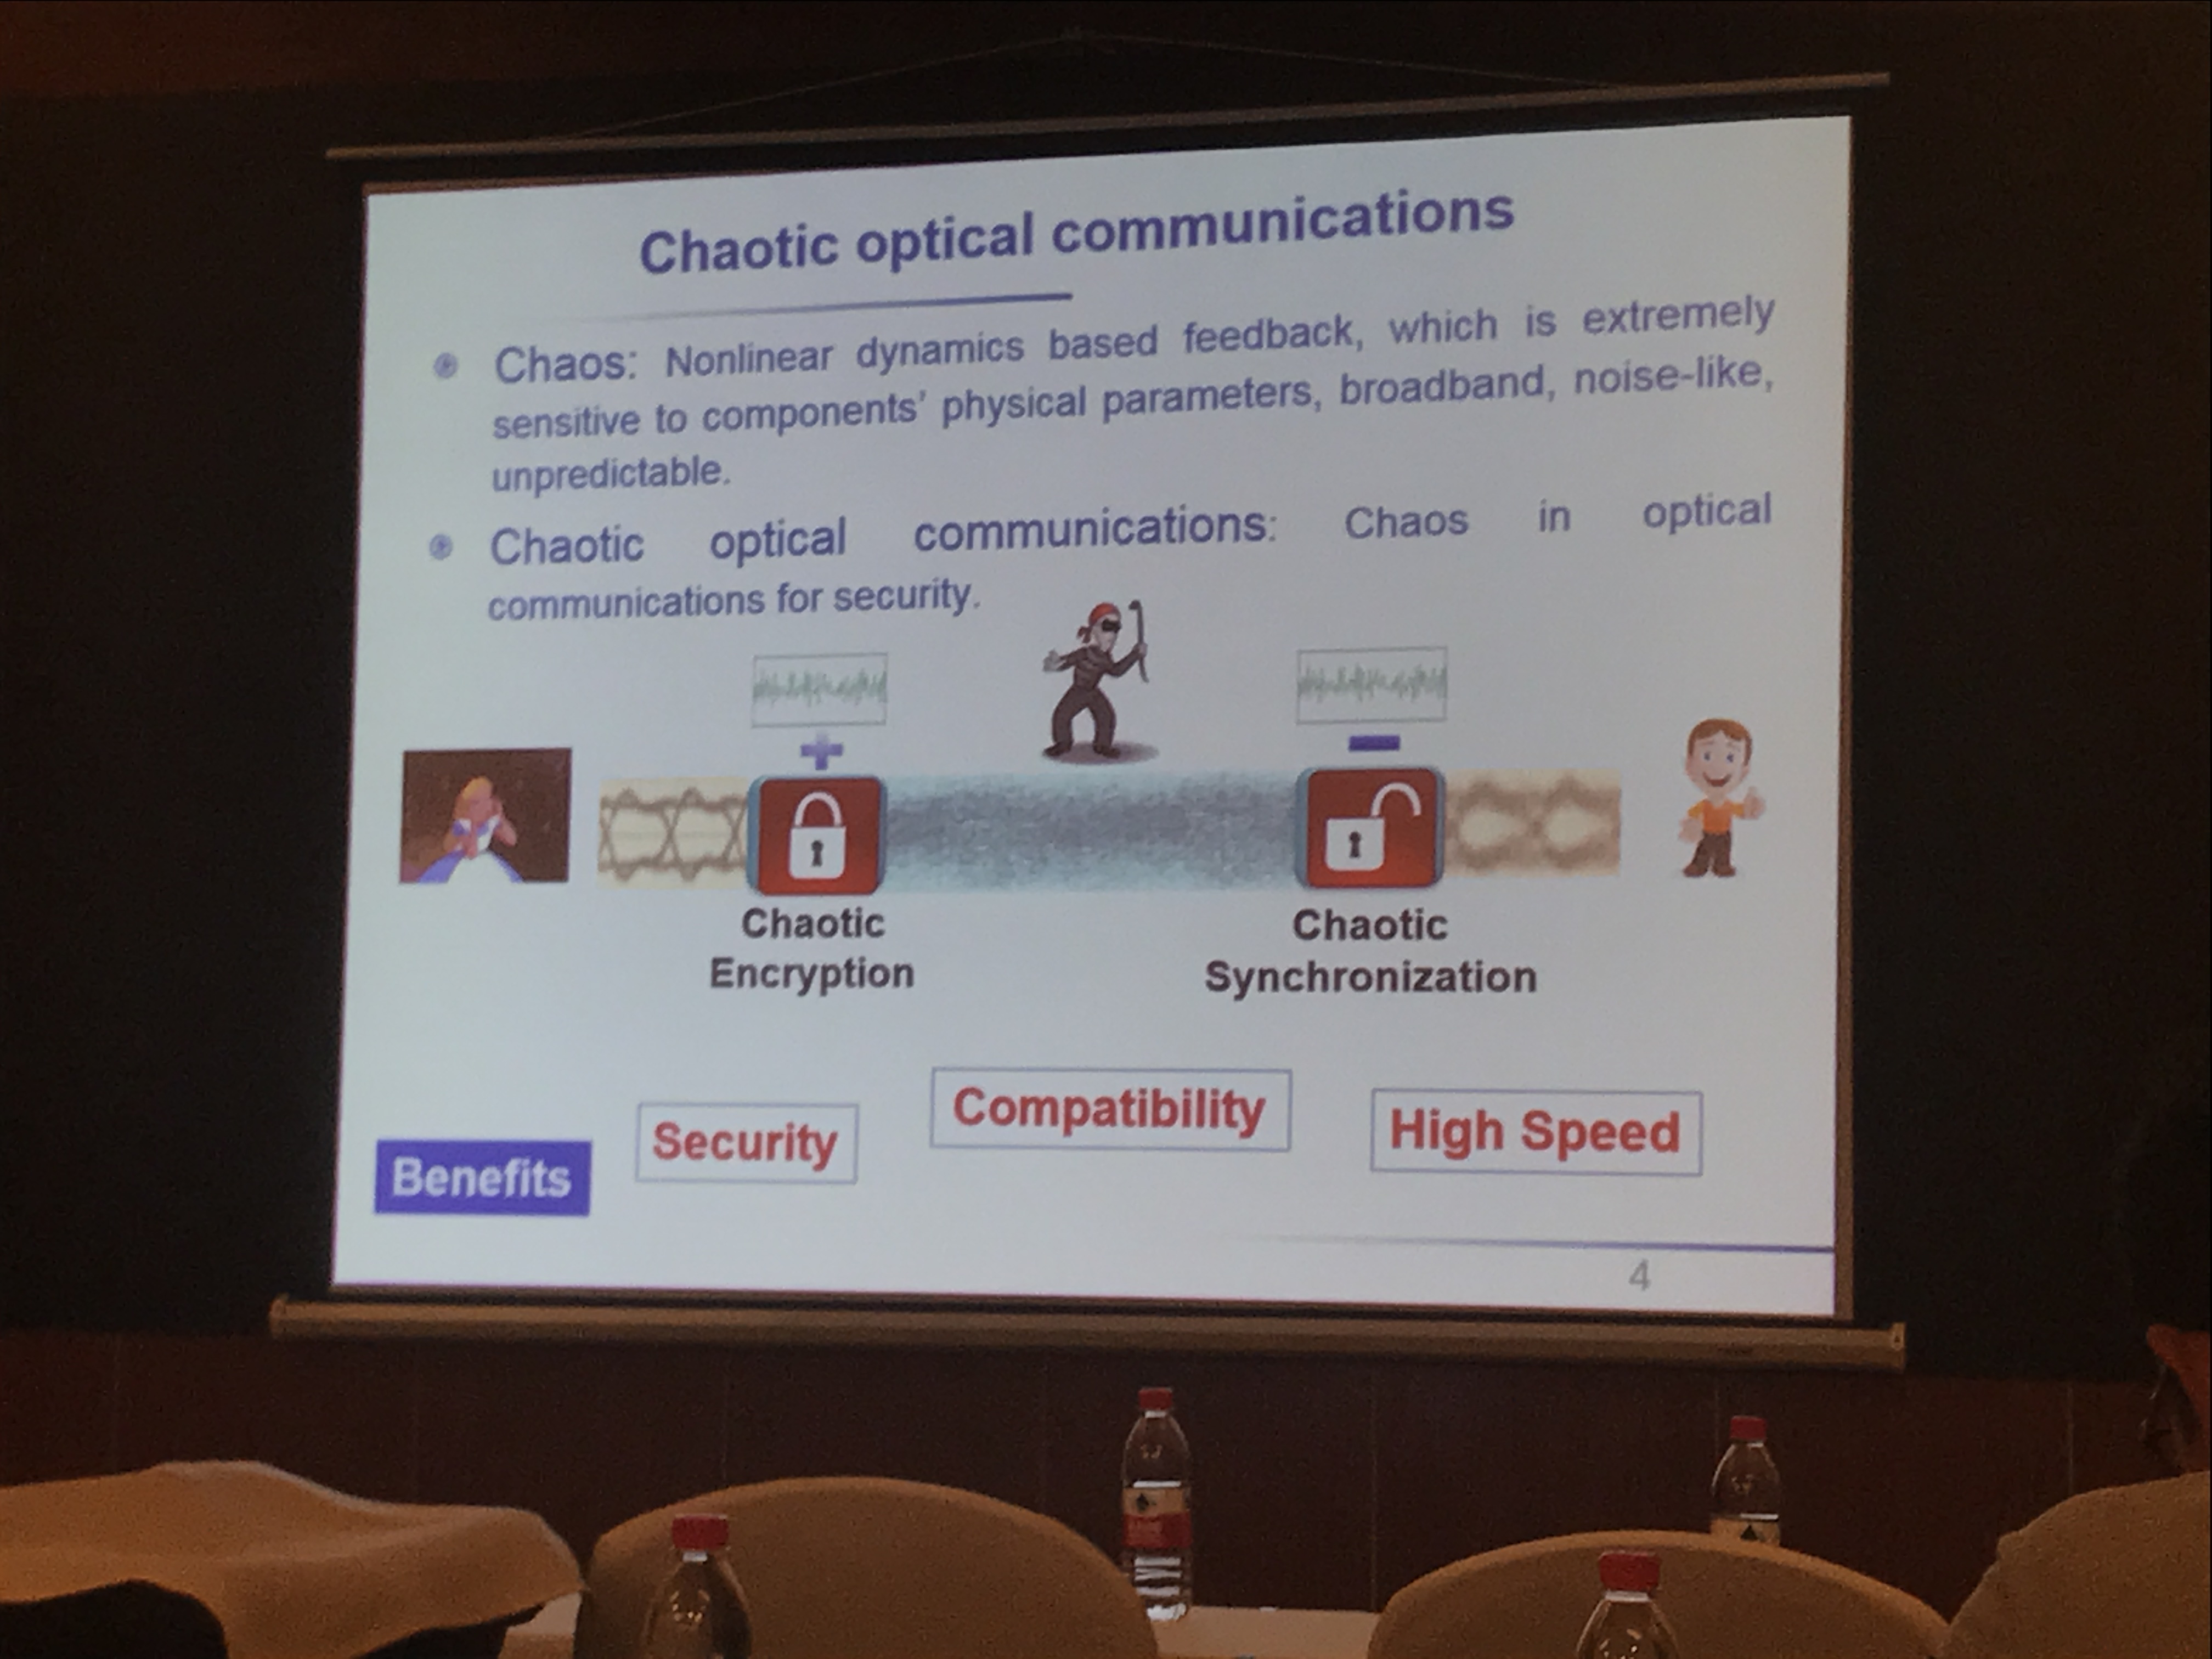 Chaotic optical communications
Chaos: Nonlinear dynamics based feedback, which is extremely
sensitive to components' physical parameters, broadband, noise-like,
unpredictable.
Chaotic optical communications: Chaos in optical
communications for security.
Chaotic
Encryption
Chaotic
Synchronization
Benefits
Security
Compatibility
High Speed
4